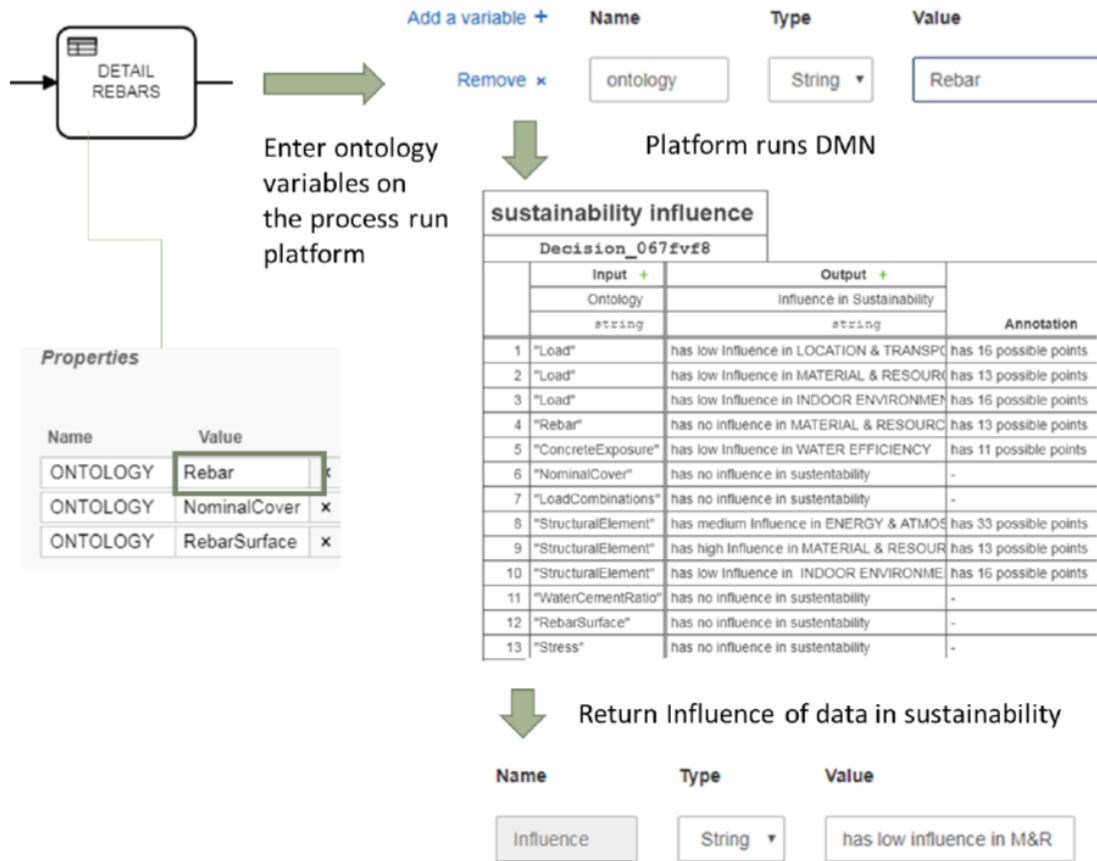 DETAIL
REBARS
Add a variable + Name Type Value
Remove × ontology String ▾ Rebar
Enter ontology
variables on
the process run
platform
Platform runs DMN
Properties
Name Value
ONTOLOGY Rebar ×
ONTOLOGY NominalCover ×
ONTOLOGY RebarSurface ×
sustainability influence
Decision_067fvf8
Input + Output +
Ontology Influence in Sustainability
string string Annotation
1 "Load" has low Influence in LOCATION & TRANSPO has 16 possible points
2 "Load" has low Influence in MATERIAL & RESOURC has 13 possible points
3 "Load" has low Influence in INDOOR ENVIRONMEN has 16 possible points
4 "Rebar" has no influence in MATERIAL & RESOURC has 13 possible points
5 "ConcreteExposure" has low Influence in WATER EFFICIENCY has 11 possible points
6 "NominalCover" has no influence in sustentability -
7 "LoadCombinations" has no influence in sustentability -
8 "StructuralElement" has medium Influence in ENERGY & ATMOS has 33 possible points
9 "StructuralElement" has high Influence in MATERIAL & RESOUR has 13 possible points
10 "StructuralElement" has low Influence in INDOOR ENVIRONME has 16 possible points
11 "WaterCementRatio" has no influence in sustentability -
12 "RebarSurface" has no influence in sustentability -
13 "Stress" has no influence in sustentability -
Return Influence of data in sustainability
Name Type Value
Influence String ▾ has low influence in M&R